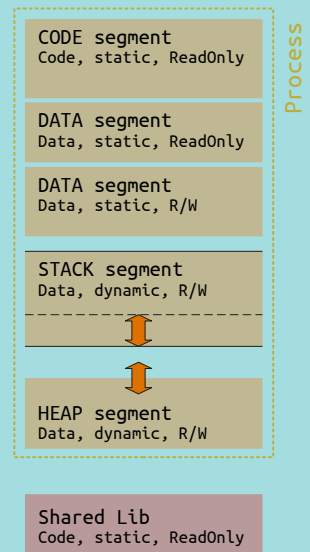 CODE segment
Code, static, ReadOnly
Process
DATA segment
Data, static, ReadOnly
DATA segment
Data, static, R/W
STACK segment
Data, dynamic, R/W
HEAP segment
Data, dynamic, R/W
Shared Lib
Code, static, ReadOnly